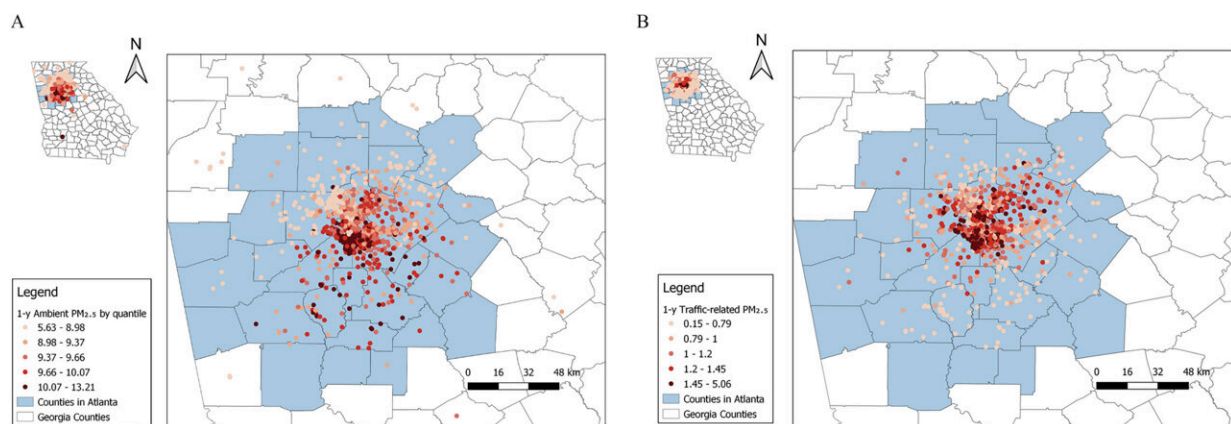 A
N
Legend
1-y Ambient PM₂.₅ by quantile
5.63 - 8.98
8.98 - 9.37
9.37 - 9.66
9.66 - 10.07
10.07 - 13.21
Counties in Atlanta
Georgia Counties
0 16 32 48 km
B
N
Legend
1-y Traffic-related PM₂.₅
0.15 - 0.79
0.79 - 1
1 - 1.2
1.2 - 1.45
1.45 - 5.06
Counties in Atlanta
Georgia Counties
0 16 32 48 km